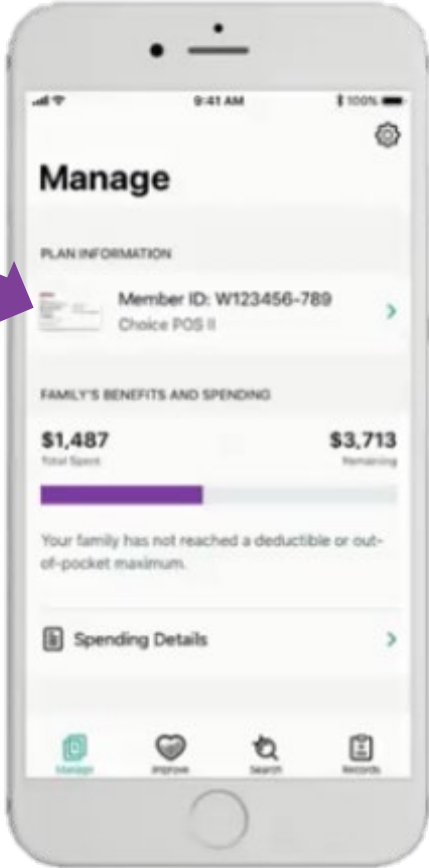 9:41 AM 100%
Manage
PLAN INFORMATION
Member ID: W123456-789
Choice POS II
FAMILY'S BENEFITS AND SPENDING
$1,487 $3,713
Total Spent Remaining
Your family has not reached a deductible or out-
of-pocket maximum.
Spending Details
Manage Improve Search Records